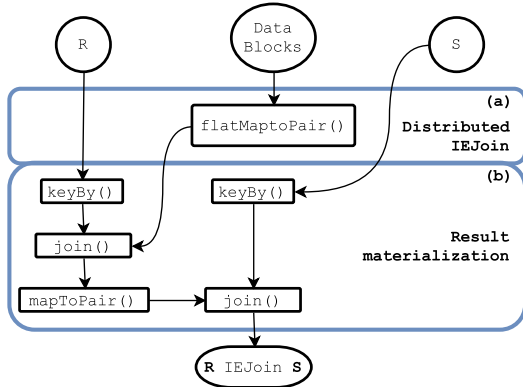 R
Data
Blocks
S
(a)
flatMaptoPair()
Distributed
IEJoin
(b)
keyBy()
keyBy()
join()
Result
materialization
mapToPair()
join()
R IEJoin S